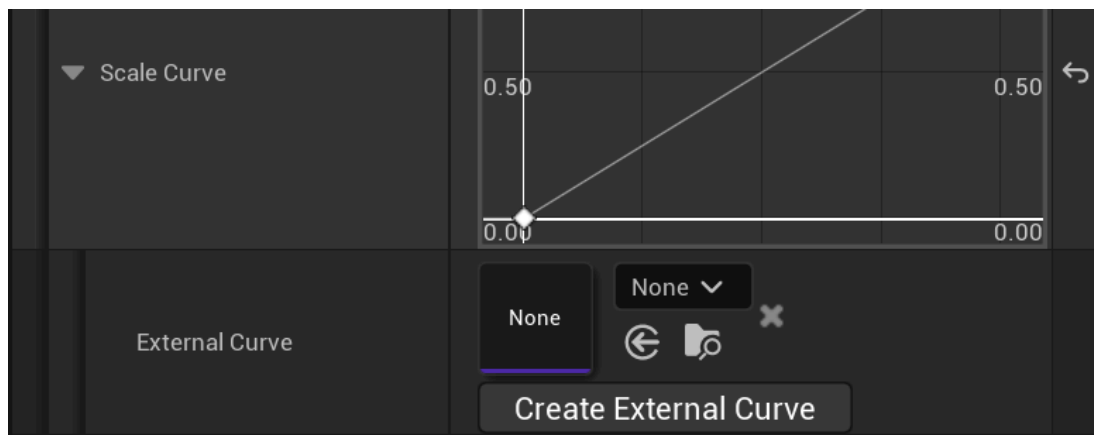 Scale Curve
0.50 0.50
0.00 0.00
None
None
External Curve
Create External Curve